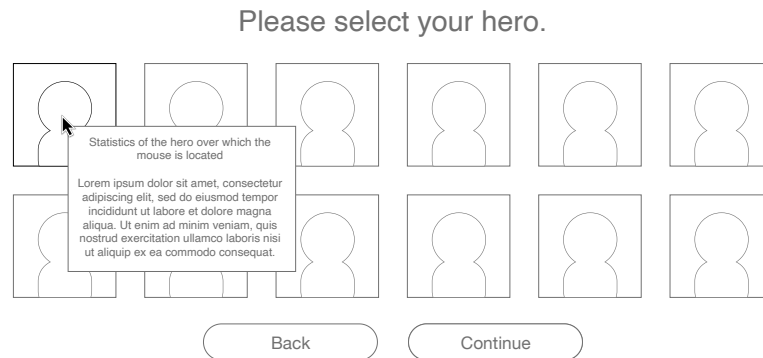 Please select your hero.
Statistics of the hero over which the
mouse is located
Lorem ipsum dolor sit amet, consectetur
adipiscing elit, sed do eiusmod tempor
incididunt ut labore et dolore magna
aliqua. Ut enim ad minim veniam, quis
nostrud exercitation ullamco laboris nisi
ut aliquip ex ea commodo consequat.
Back
Continue